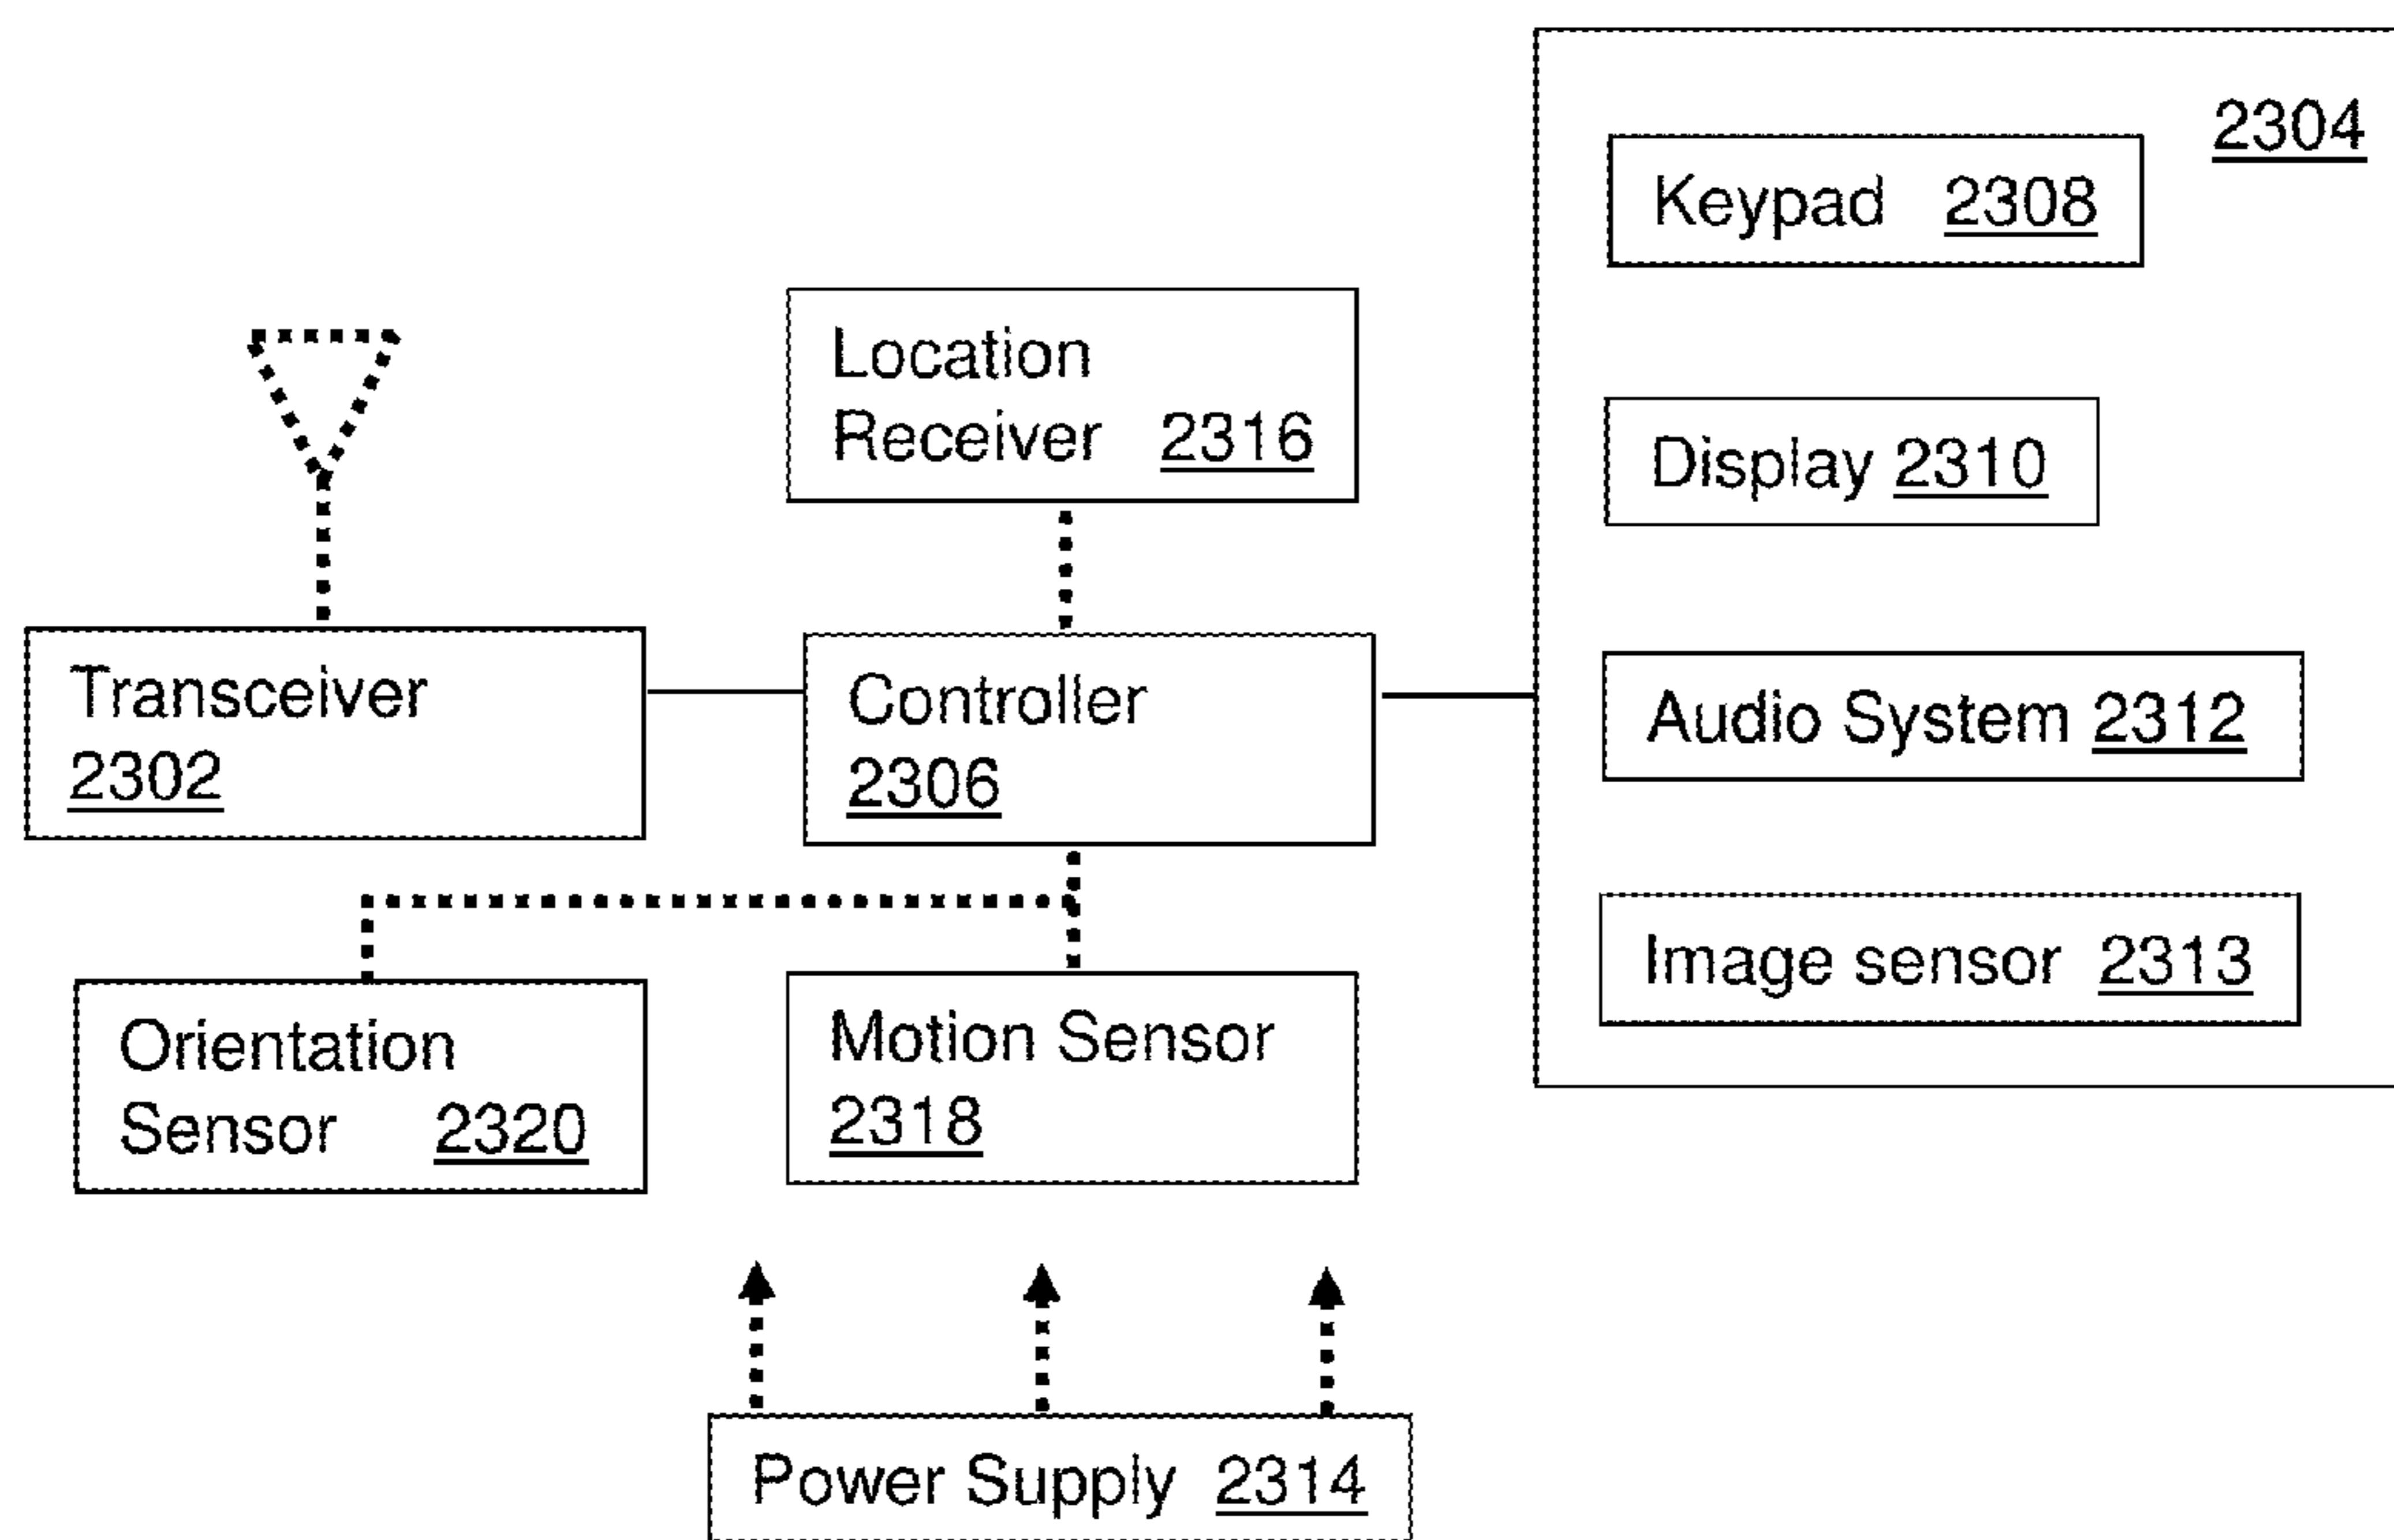 2304
Keypad 2308
Location
Receiver 2316
Display 2310
Transceiver
2302
Controller
2306
Audio System 2312
Image sensor 2313
Orientation
Sensor 2320
Motion Sensor
2318
Power Supply 2314